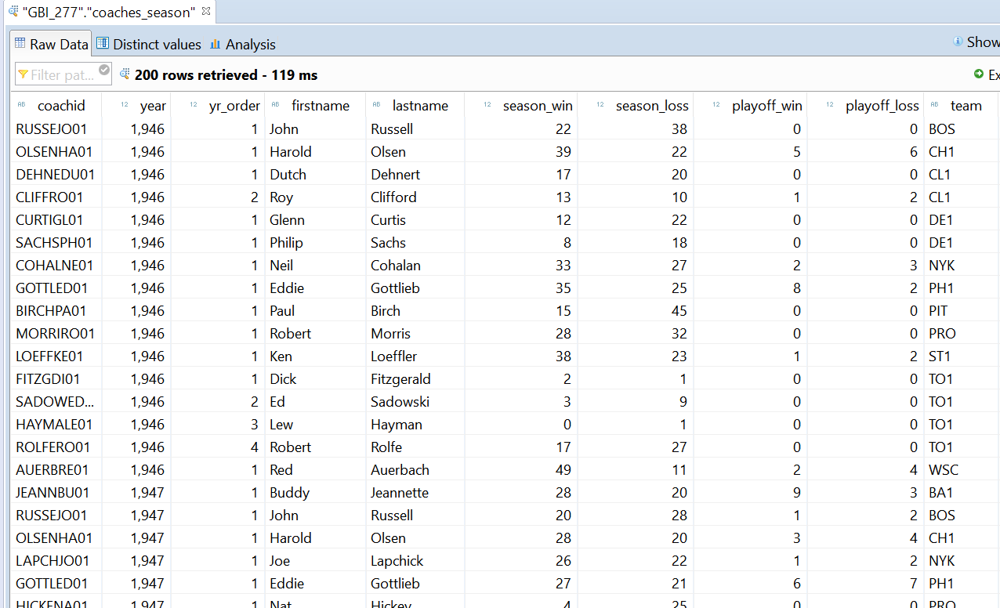 "GBI_277"."coaches_season"
Raw Data Distinct values Analysis Show
Filter pat... 200 rows retrieved - 119 ms Ex
AB coachid 12 year 12 yr_order AB firstname AB lastname 12 season_win 12 season_loss 12 playoff_win 12 playoff_loss AB team
RUSSEJO01 1,946 1 John Russell 22 38 0 0 BOS
OLSENHA01 1,946 1 Harold Olsen 39 22 5 6 CH1
DEHNEDU01 1,946 1 Dutch Dehnert 17 20 0 0 CL1
CLIFFRO01 1,946 2 Roy Clifford 13 10 1 2 CL1
CURTIGL01 1,946 1 Glenn Curtis 12 22 0 0 DE1
SACHSPH01 1,946 1 Philip Sachs 8 18 0 0 DE1
COHALNE01 1,946 1 Neil Cohalan 33 27 2 3 NYK
GOTTLED01 1,946 1 Eddie Gottlieb 35 25 8 2 PH1
BIRCHPA01 1,946 1 Paul Birch 15 45 0 0 PIT
MORRIRO01 1,946 1 Robert Morris 28 32 0 0 PRO
LOEFFKE01 1,946 1 Ken Loeffler 38 23 1 2 ST1
FITZGDI01 1,946 1 Dick Fitzgerald 2 1 0 0 TO1
SADOWED... 1,946 2 Ed Sadowski 3 9 0 0 TO1
HAYMALE01 1,946 3 Lew Hayman 0 1 0 0 TO1
ROLFERO01 1,946 4 Robert Rolfe 17 27 0 0 TO1
AUERBRE01 1,946 1 Red Auerbach 49 11 2 4 WSC
JEANNBU01 1,947 1 Buddy Jeannette 28 20 9 3 BA1
RUSSEJO01 1,947 1 John Russell 20 28 1 2 BOS
OLSENHA01 1,947 1 Harold Olsen 28 20 3 4 CH1
LAPCHJO01 1,947 1 Joe Lapchick 26 22 1 2 NYK
GOTTLED01 1,947 1 Eddie Gottlieb 27 21 6 7 PH1
HICKENA01 1,947 1 Nat Hickey 4 25 0 0 PRO